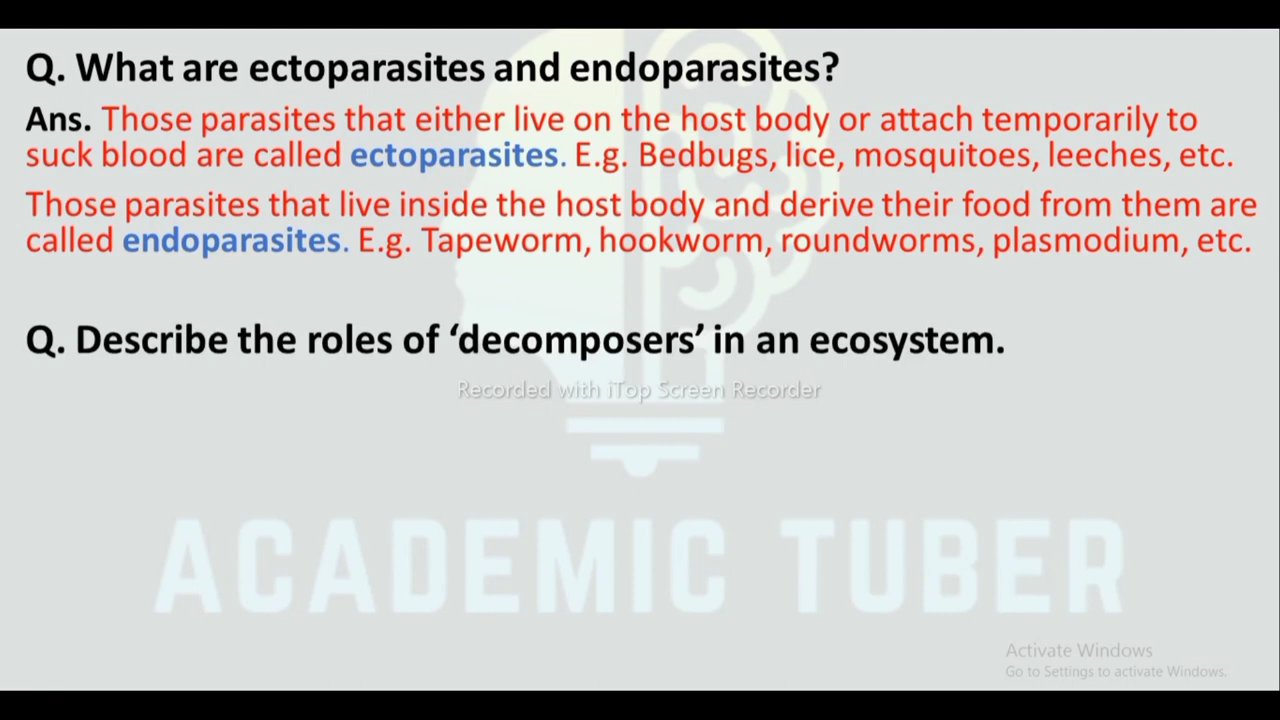 Q. What are ectoparasites and endoparasites?
Ans. Those parasites that either live on the host body or attach temporarily to
suck blood are called ectoparasites. E.g. Bedbugs, lice, mosquitoes, leeches, etc.
Those parasites that live inside the host body and derive their food from them are
called endoparasites. E.g. Tapeworm, hookworm, roundworms, plasmodium, etc.
Q. Describe the roles of ‘decomposers’ in an ecosystem.
Recorded with iTop Screen Recorder
ACADEMIC TUBER
Activate Windows
Go to Settings to activate Windows.